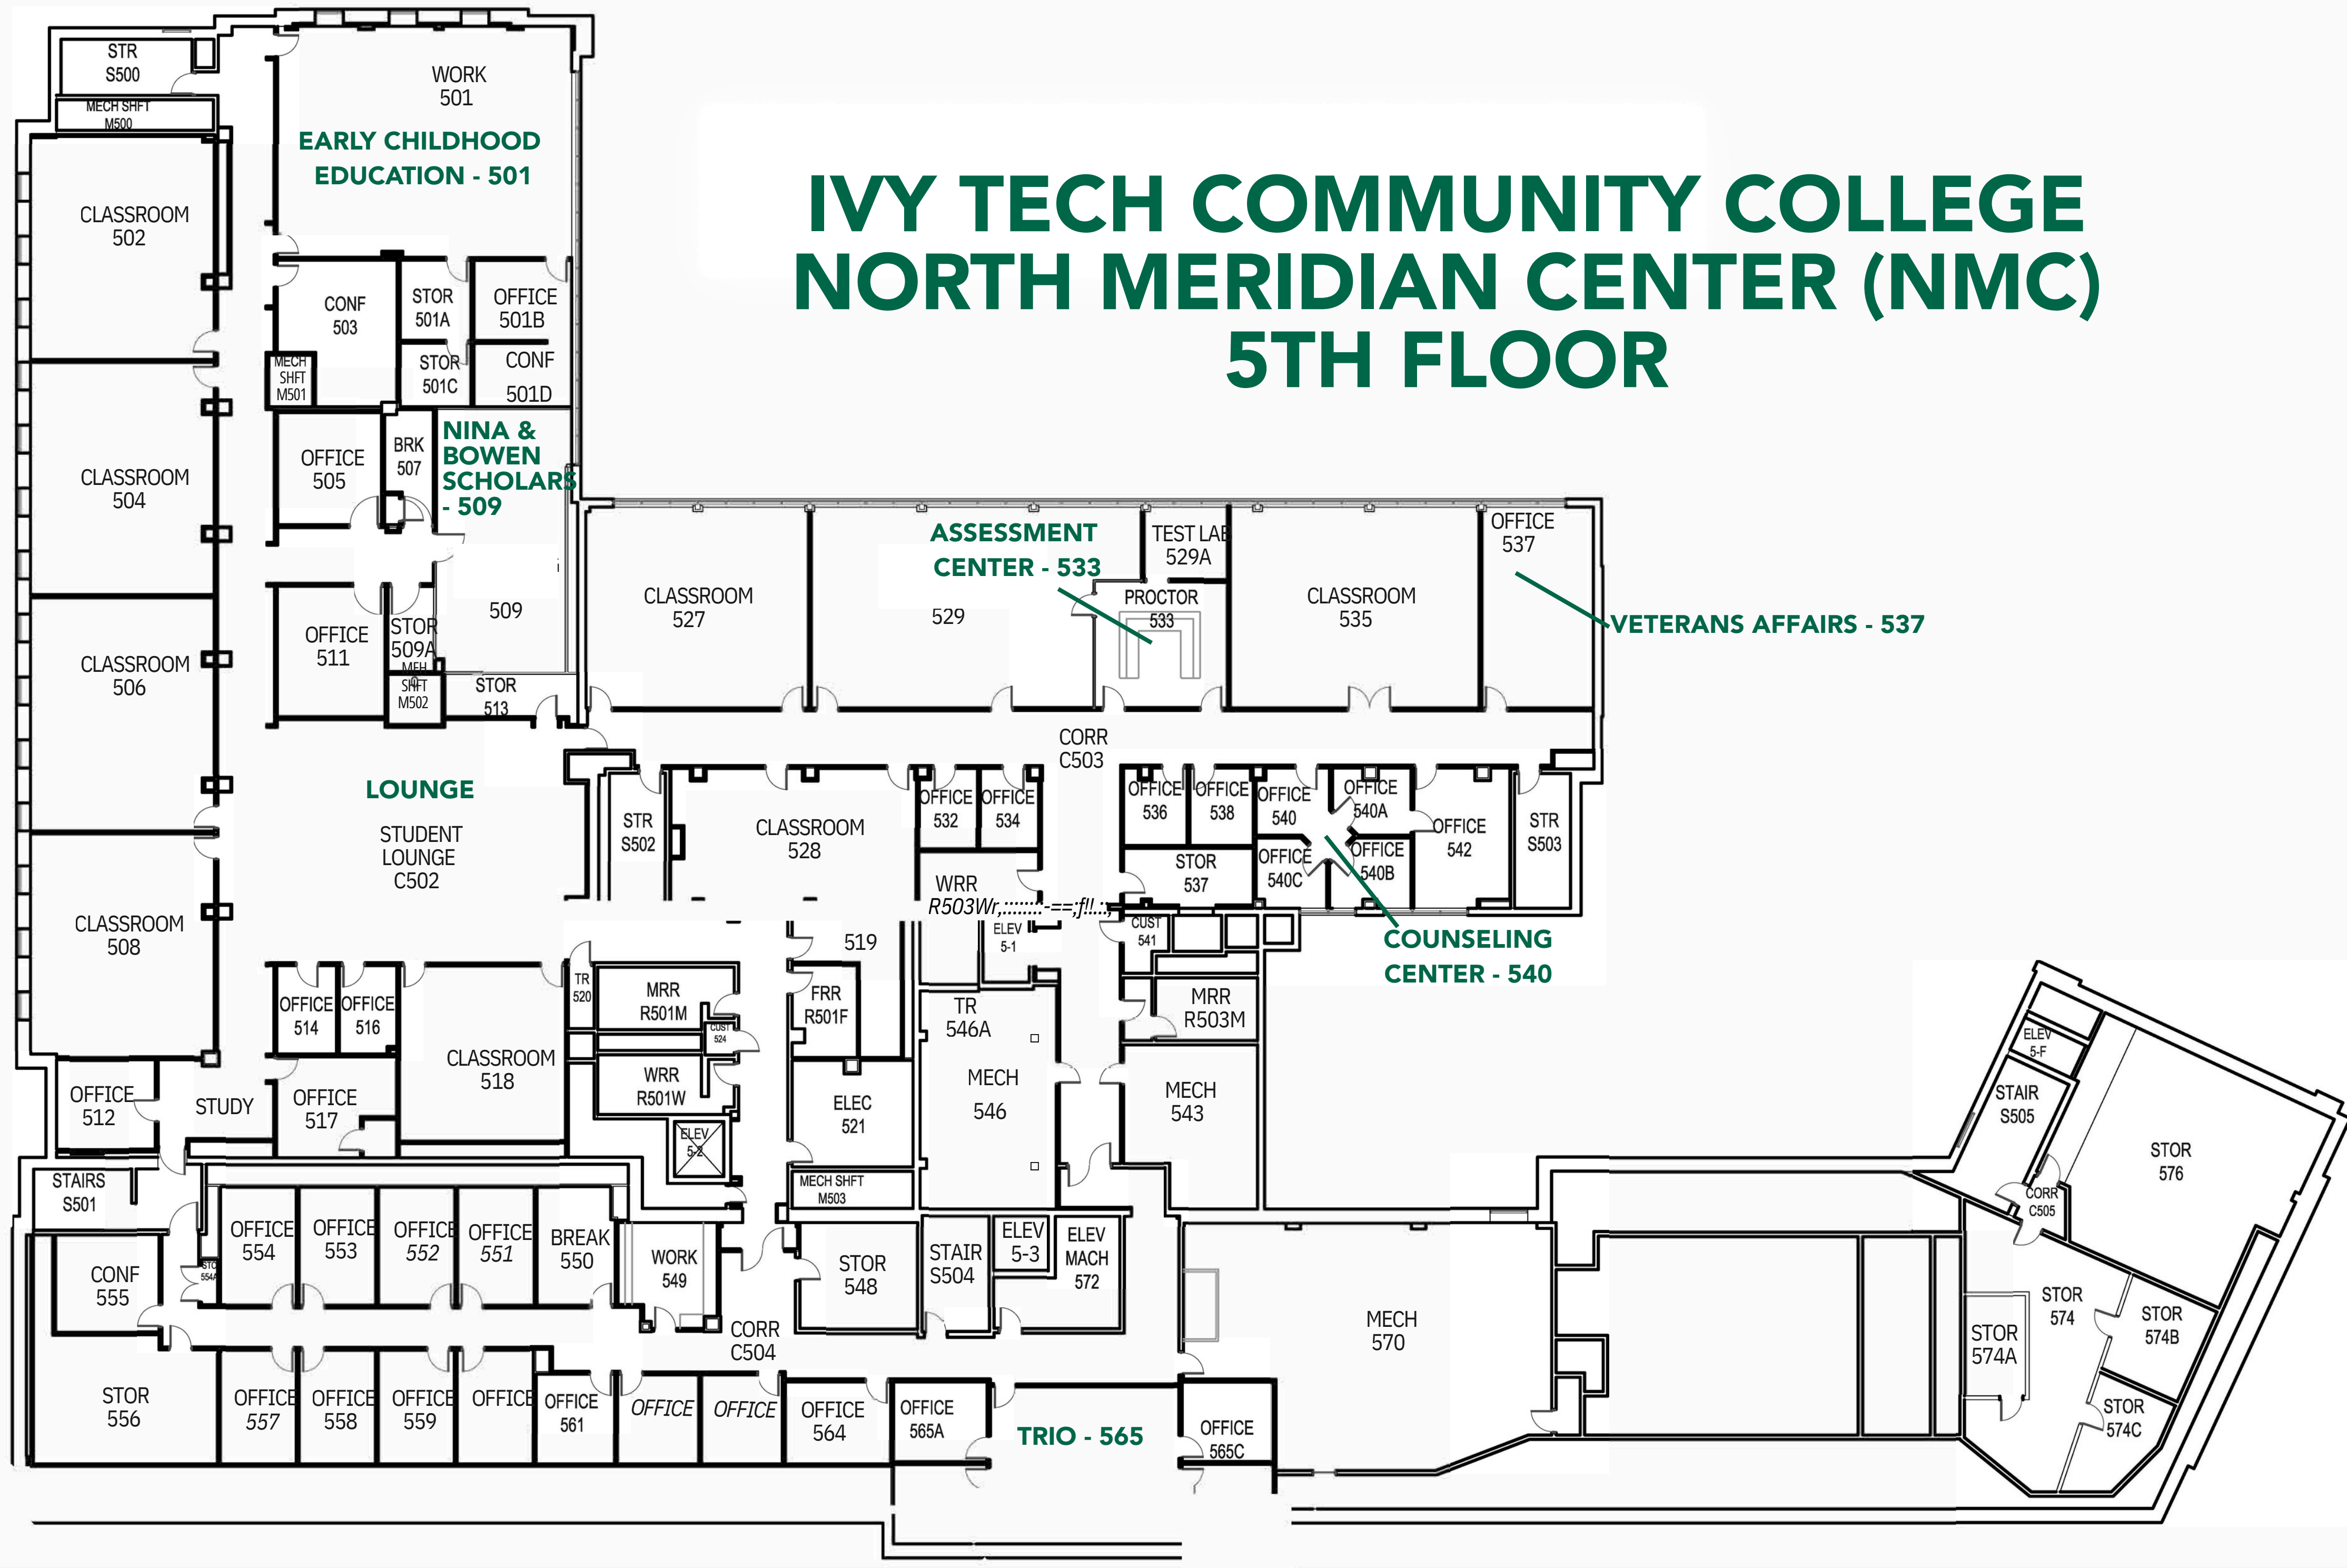 IVY TECH COMMUNITY COLLEGE
NORTH MERIDIAN CENTER (NMC)
5TH FLOOR
STR
S500
MECH SHFT
M500
WORK
501
EARLY CHILDHOOD
EDUCATION - 501
CLASSROOM
502
CONF
503
STOR
501A
OFFICE
501B
MECH
SHFT
M501
STOR
501C
CONF
501D
CLASSROOM
504
OFFICE
505
BRK
507
NINA &
BOWEN
SCHOLARS
- 509
509
CLASSROOM
506
OFFICE
511
STOR
509A
SHFT
M502
STOR
513
CLASSROOM
527
529
ASSESSMENT
CENTER - 533
TEST LAB
529A
PROCTOR
533
CLASSROOM
535
OFFICE
537
VETERANS AFFAIRS - 537
CORR
C503
LOUNGE
STUDENT
LOUNGE
C502
STR
S502
CLASSROOM
528
OFFICE
532
OFFICE
534
OFFICE
536
OFFICE
538
OFFICE
540
OFFICE
540A
OFFICE
542
STR
S503
STOR
537
OFFICE
540C
OFFICE
540B
COUNSELING
CENTER - 540
CLASSROOM
508
WRR
R503W
ELEV
5-1
CUST
541
519
OFFICE
514
OFFICE
516
CLASSROOM
518
TR
520
MRR
R501M
CUST
524
FRR
R501F
TR
546A
MRR
R503M
OFFICE
512
STUDY
OFFICE
517
WRR
R501W
ELEV
5-2
ELEC
521
MECH
546
MECH
543
MECH SHFT
M503
ELEV
5-F
STAIR
S505
STOR
576
CORR
C505
STAIRS
S501
OFFICE
554
OFFICE
553
OFFICE
552
OFFICE
551
BREAK
550
WORK
549
STOR
548
STAIR
S504
ELEV
5-3
ELEV
MACH
572
CONF
555
554A
CORR
C504
MECH
570
STOR
574
STOR
574A
STOR
574B
STOR
574C
STOR
556
OFFICE
557
OFFICE
558
OFFICE
559
OFFICE
OFFICE
561
OFFICE
OFFICE
OFFICE
564
OFFICE
565A
TRIO - 565
OFFICE
565C